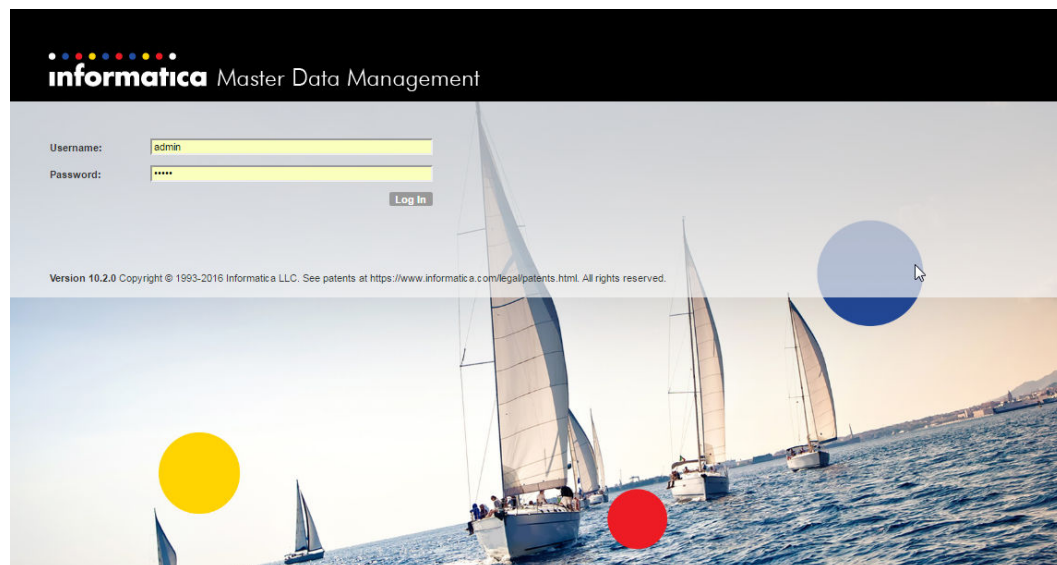 informatica Master Data Management
Username: admin
Password: •••••
Log In
Version 10.2.0 Copyright © 1993-2016 Informatica LLC. See patents at https://www.informatica.com/legal/patents.html. All rights reserved.